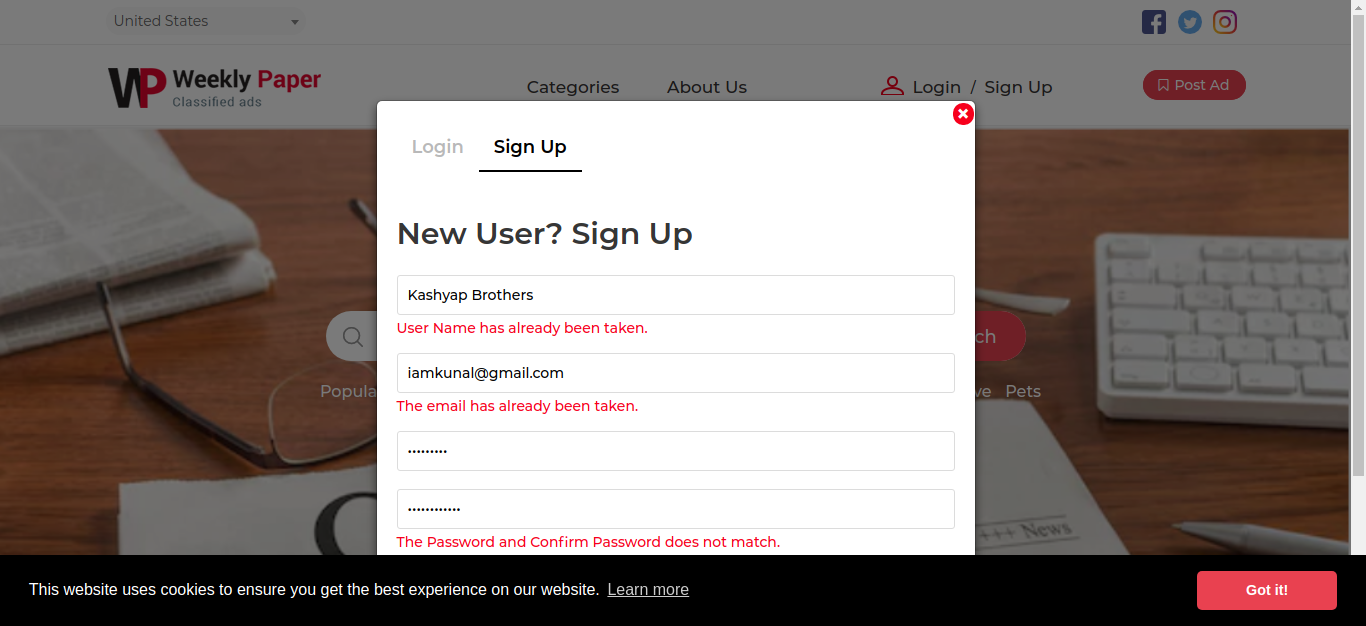 United States
WP Weekly Paper
Classified ads
Categories
About Us
Login / Sign Up
Post Ad
Login
Sign Up
New User? Sign Up
Kashyap Brothers
User Name has already been taken.
iamkunal@gmail.com
The email has already been taken.
•••••••••
••••••••••••
The Password and Confirm Password does not match.
Pets
News
This website uses cookies to ensure you get the best experience on our website. Learn more
Got it!